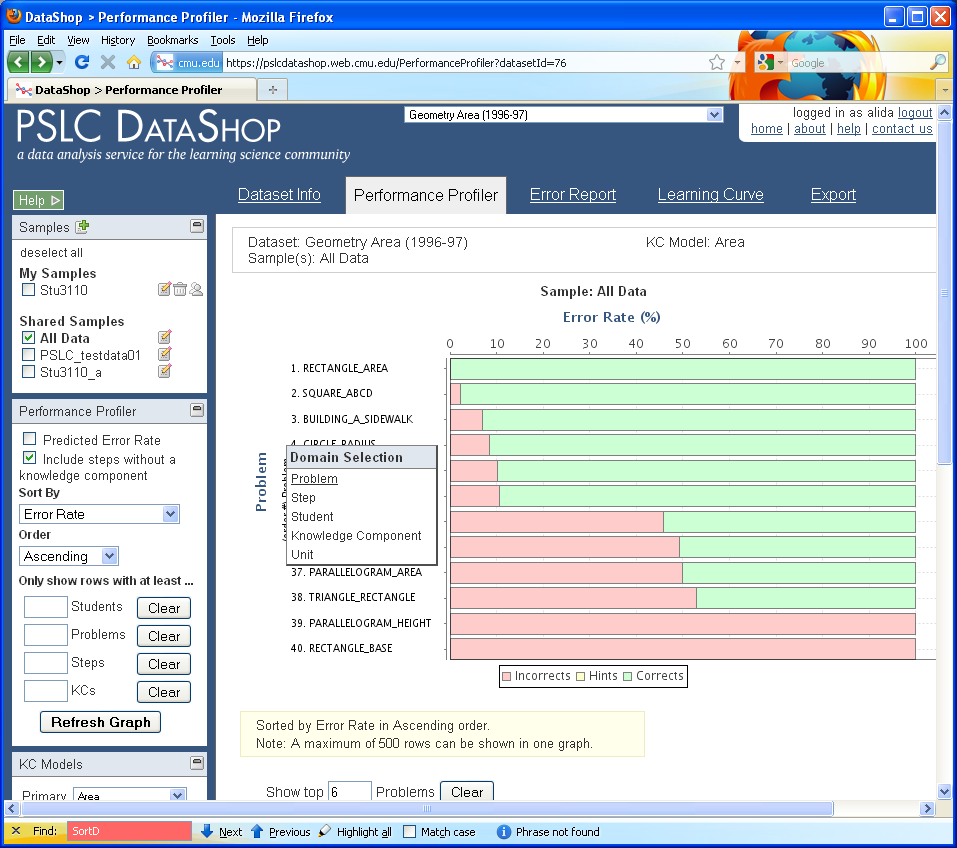 DataShop > Performance Profiler - Mozilla Firefox
File Edit View History Bookmarks Tools Help
cmu.edu https://pslcdatashop.web.cmu.edu/PerformanceProfiler?datasetId=76
Google
DataShop > Performance Profiler
PSLC DataShop
a data analysis service for the learning science community
Geometry Area (1996-97)
logged in as alida logout
home | about | help | contact us
Help
Dataset Info Performance Profiler Error Report Learning Curve Export
Samples
deselect all
My Samples
Stu3110
Shared Samples
All Data
PSLC_testdata01
Stu3110_a
Performance Profiler
Predicted Error Rate
Include steps without a
knowledge component
Sort By
Error Rate
Order
Ascending
Only show rows with at least ...
Students Clear
Problems Clear
Steps Clear
KCs Clear
Refresh Graph
KC Models
Primary Area
Dataset: Geometry Area (1996-97) KC Model: Area
Sample(s): All Data
Sample: All Data
Error Rate (%)
0 10 20 30 40 50 60 70 80 90 100
Problem
1. RECTANGLE_AREA
2. SQUARE_ABCD
3. BUILDING_A_SIDEWALK
4. CIRCLE_RADIUS
Domain Selection
Problem
Step
Student
Knowledge Component
Unit
37. PARALLELOGRAM_AREA
38. TRIANGLE_RECTANGLE
39. PARALLELOGRAM_HEIGHT
40. RECTANGLE_BASE
Incorrects Hints Corrects
Sorted by Error Rate in Ascending order.
Note: A maximum of 500 rows can be shown in one graph.
Show top 6 Problems Clear
Find: SortD Next Previous Highlight all Match case Phrase not found